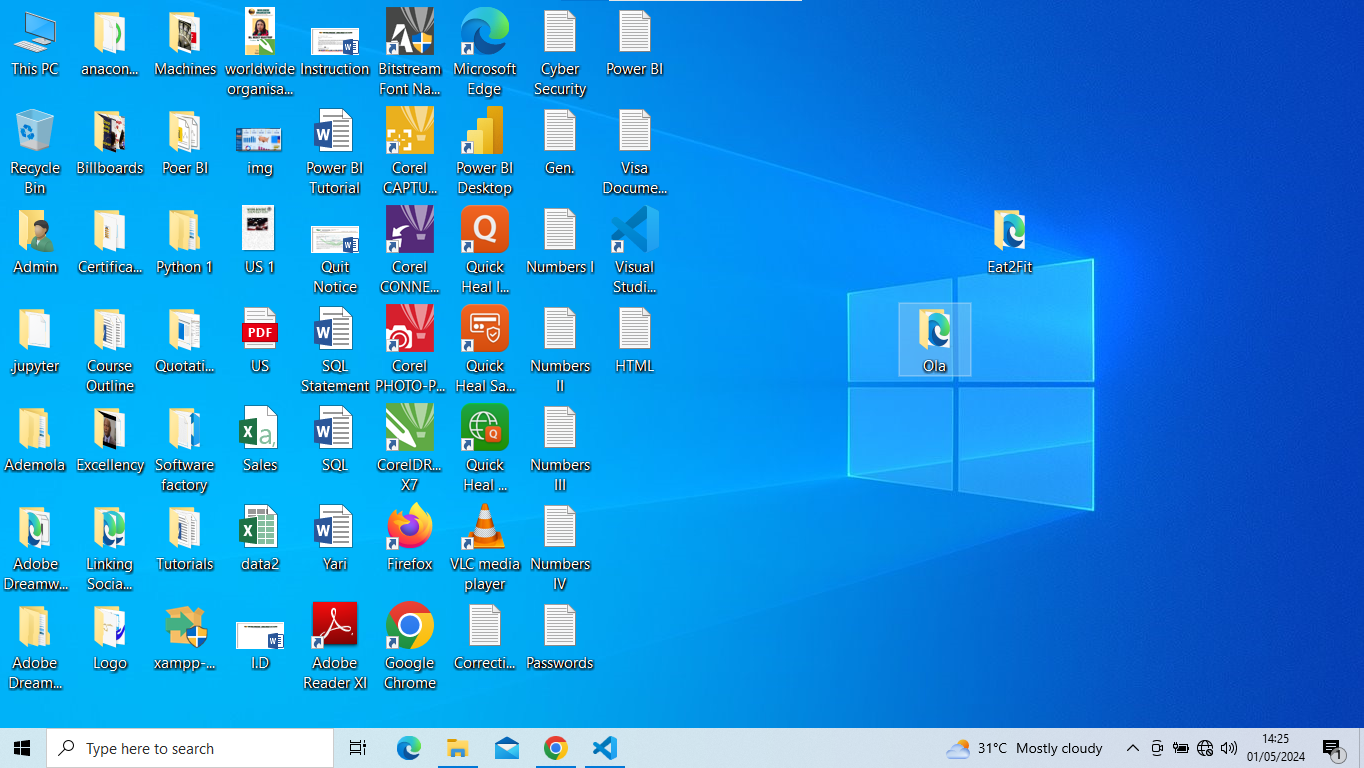 This PC
anacon...
Machines
worldwide
organisa...
Instruction
Bitstream
Font Na...
Microsoft
Edge
Cyber
Security
Power BI
Recycle
Bin
Billboards
Poer BI
img
Power BI
Tutorial
Corel
CAPTU...
Power BI
Desktop
Gen.
Visa
Docume...
Admin
Certifica...
Python 1
US 1
Quit
Notice
Corel
CONNE...
Quick
Heal I...
Numbers I
Visual
Studi...
Eat2Fit
.jupyter
Course
Outline
Quotati...
PDF
US
SQL
Statement
Corel
PHOTO-P...
Quick
Heal Sa...
Numbers
II
HTML
Ola
Ademola
Excellency
Software
factory
Sales
SQL
CorelDR...
X7
Quick
Heal ...
Numbers
III
Adobe
Dreamw...
Linking
Socia...
Tutorials
data2
Yari
Firefox
VLC media
player
Numbers
IV
Adobe
Dream...
Logo
xampp-...
I.D
Adobe
Reader XI
Google
Chrome
Correcti...
Passwords
Type here to search
31°C Mostly cloudy
14:25
01/05/2024
1